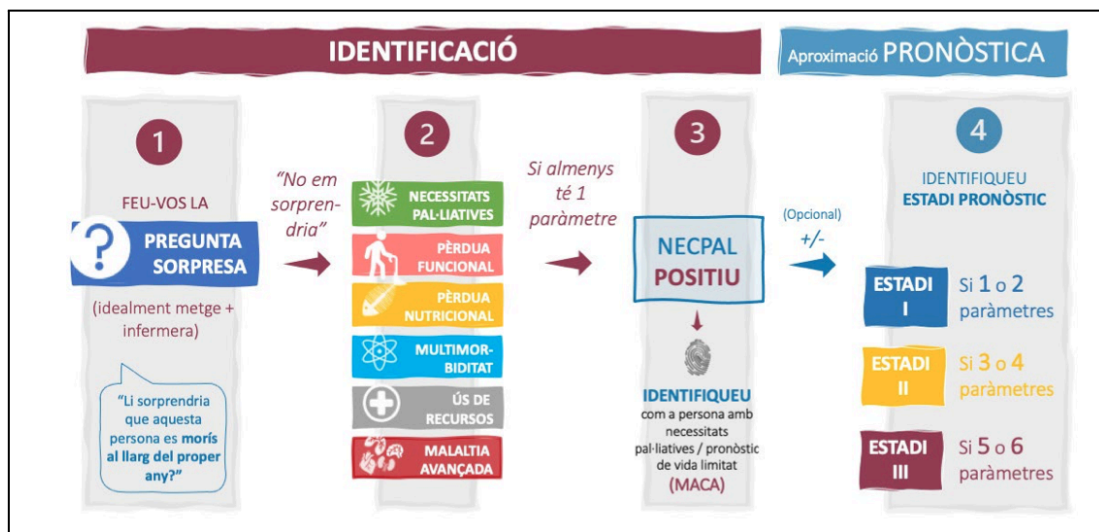 IDENTIFICACIÓ
Aproximació PRONÒSTICA
1
FEU-VOS LA
?
PREGUNTA
SORPRESA
(idealment metge +
infermera)
“Li sorprendria
que aquesta
persona es morís
al llarg del proper
any?”
“No em
sorpren-
dria”
2
NECESSITATS
PAL·LIATIVES
PÈRDUA
FUNCIONAL
PÈRDUA
NUTRICIONAL
MULTIMOR-
BIDITAT
ÚS DE
RECURSOS
MALALTIA
AVANÇADA
Si almenys
té 1
paràmetre
3
NECPAL
POSITIU
IDENTIFIQUEU
com a persona amb
necessitats
pal·liatives / pronòstic
de vida limitat
(MACA)
(Opcional)
+/-
4
IDENTIFIQUEU
ESTADI PRONÒSTIC
ESTADI
I
Si 1 o 2
paràmetres
ESTADI
II
Si 3 o 4
paràmetres
ESTADI
III
Si 5 o 6
paràmetres